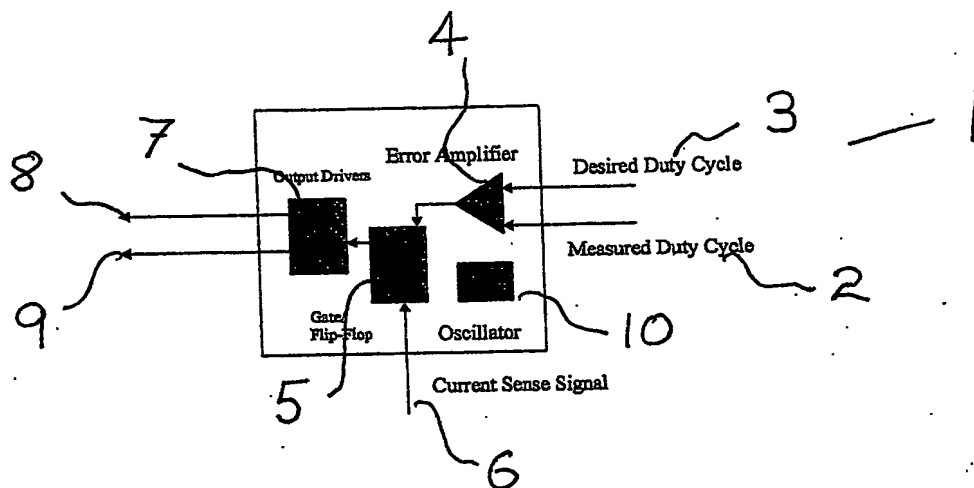 4
3
1
7
Error Amplifier
Desired Duty Cycle
8
Output Drivers
Measured Duty Cycle
2
9
Gate/
Flip-Flop
Oscillator
10
5
Current Sense Signal
6